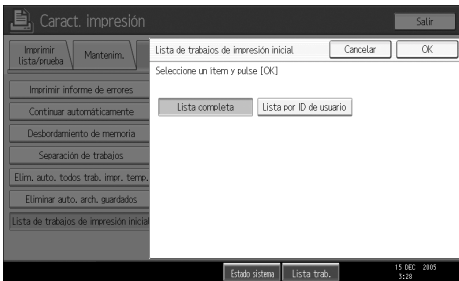 Caract. impresión
Salir
Imprimir
lista/prueba
Mantenim.
Lista de trabajos de impresión inicial
Cancelar
OK
Seleccione un ítem y pulse [OK]
Lista completa
Lista por ID de usuario
Imprimir informe de errores
Continuar automáticamente
Desbordamiento de memoria
Separación de trabajos
Elim. auto. todos trab. impr. temp.
Eliminar auto. arch. guardados
Lista de trabajos de impresión inicial
Estado sistema
Lista trab.
15 DEC 2005
3:28